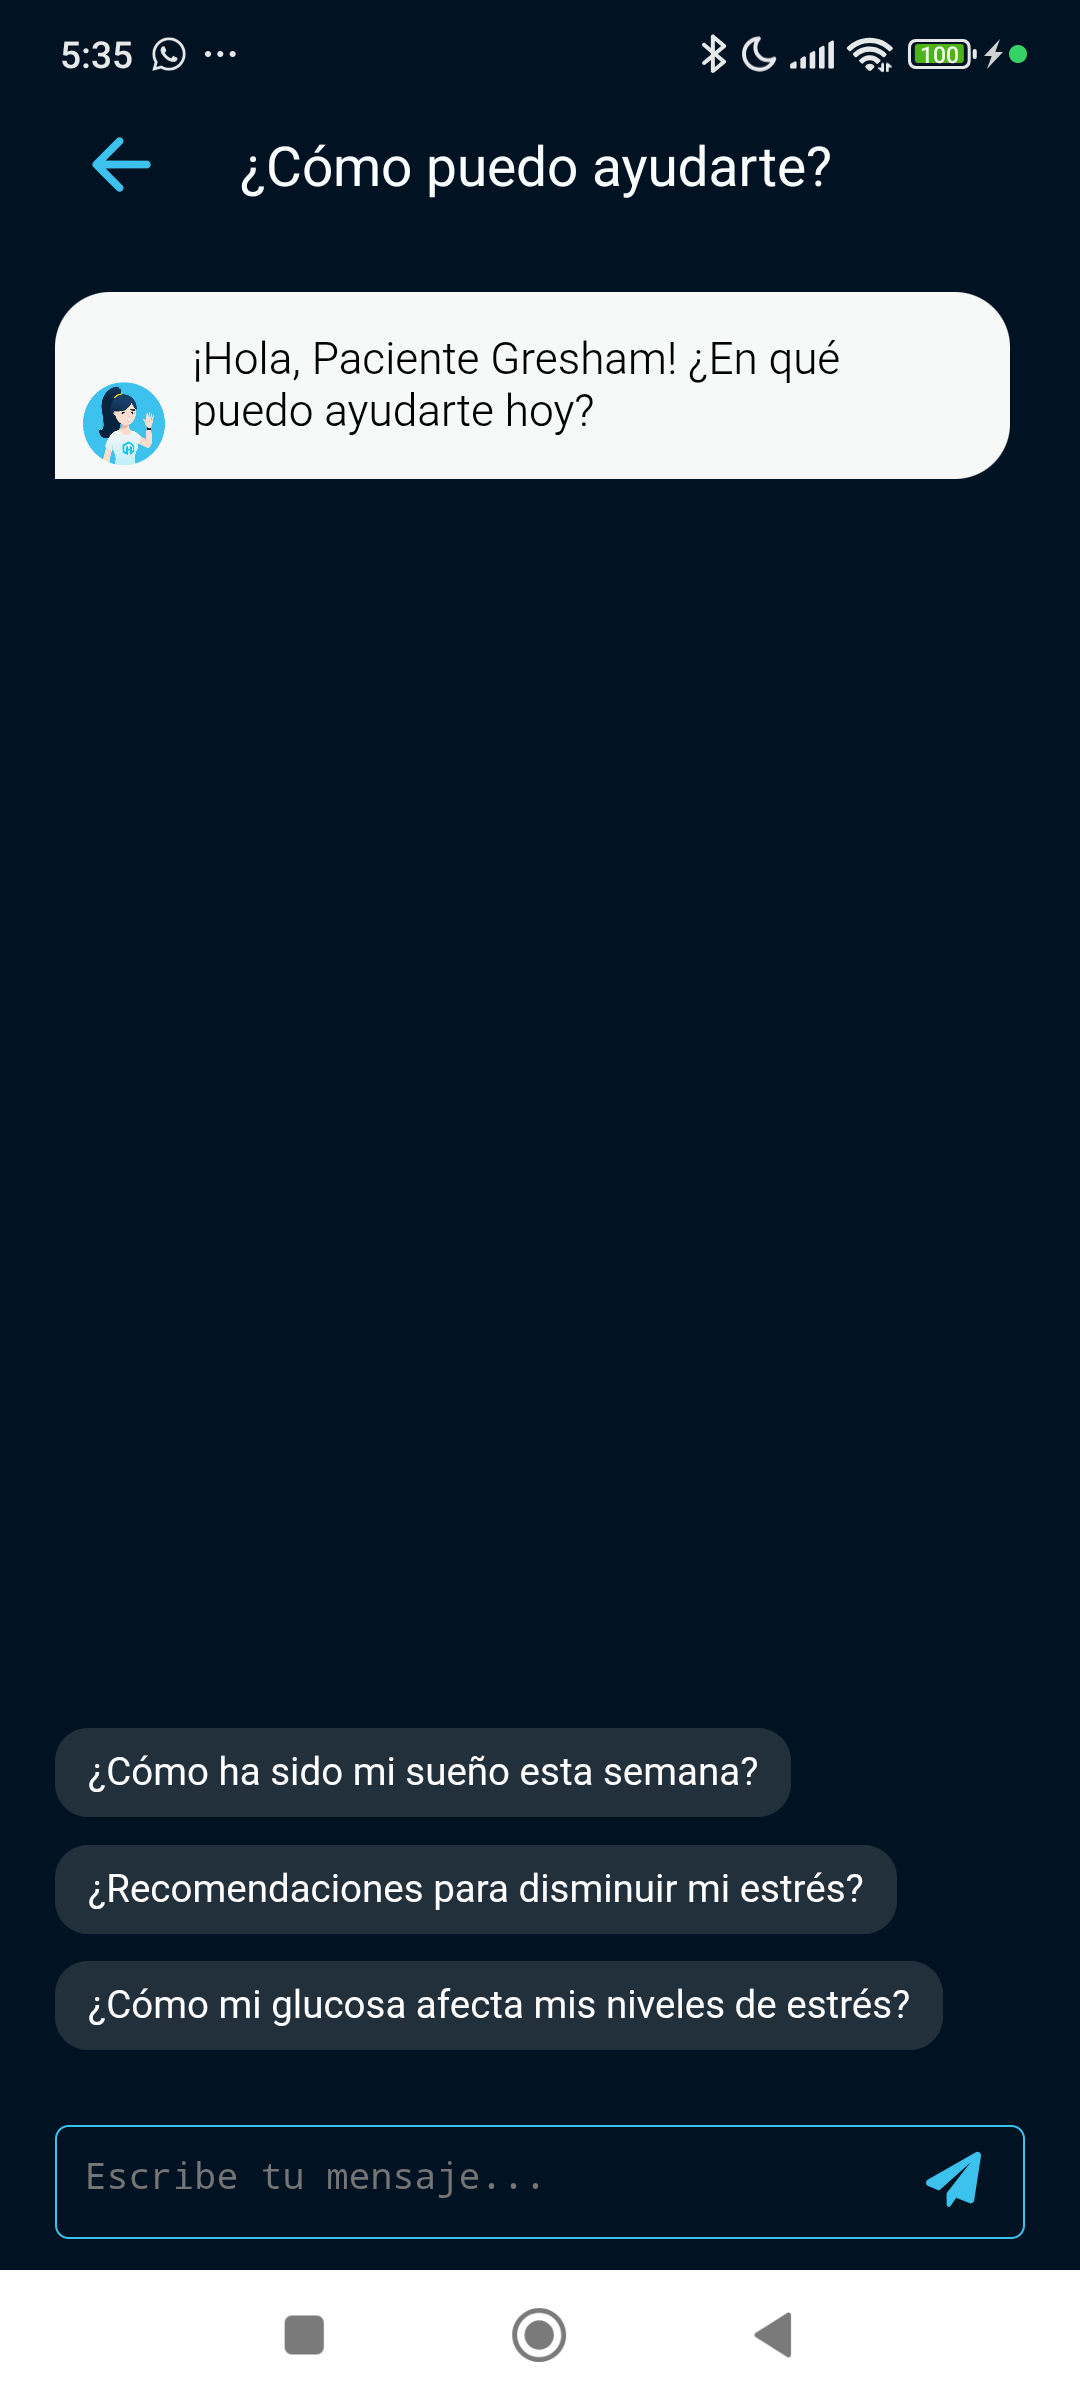 5:35
100
¿Cómo puedo ayudarte?
¡Hola, Paciente Gresham! ¿En qué
puedo ayudarte hoy?
¿Cómo ha sido mi sueño esta semana?
¿Recomendaciones para disminuir mi estrés?
¿Cómo mi glucosa afecta mis niveles de estrés?
Escribe tu mensaje...